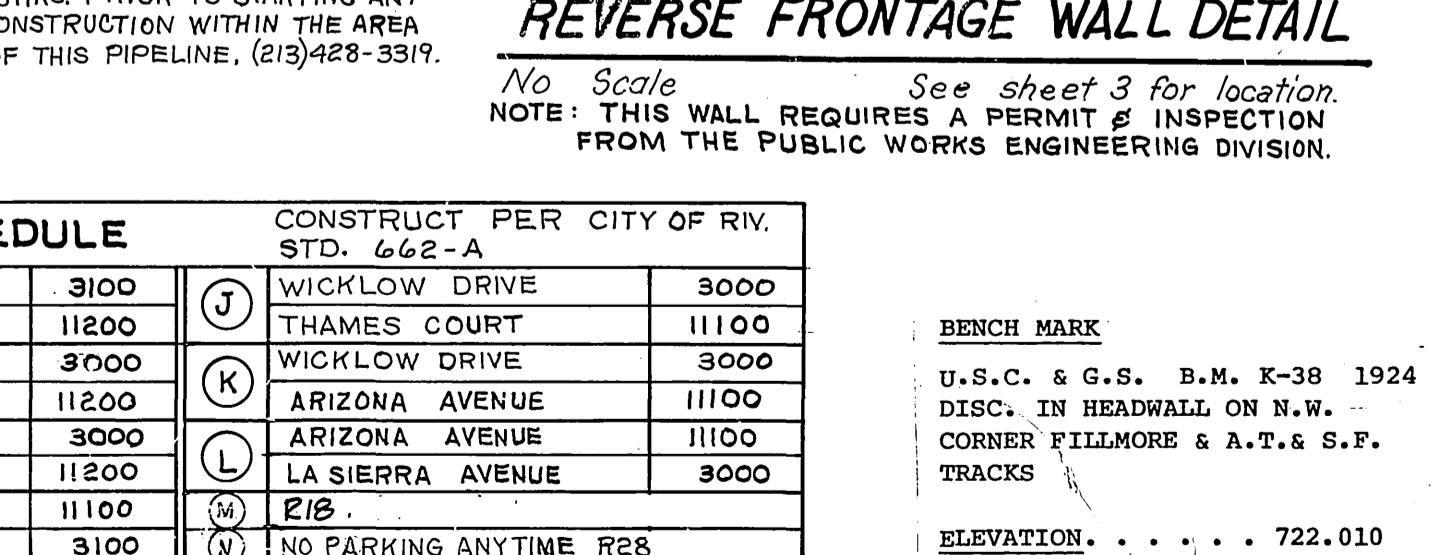 CONSTRUCTION WITHIN THE AREA
OF THIS PIPELINE, (213)428-3319.
REVERSE FRONTAGE WALL DETAIL
No Scale See sheet 3 for location.
NOTE: THIS WALL REQUIRES A PERMIT & INSPECTION
FROM THE PUBLIC WORKS ENGINEERING DIVISION.
EDULE CONSTRUCT PER CITY OF RIV.
STD. 662-A
3100 J WICKLOW DRIVE 3000
11200 THAMES COURT 11100
3000 K WICKLOW DRIVE 3000
11200 ARIZONA AVENUE 11100
3000 L ARIZONA AVENUE 11100
11200 LA SIERRA AVENUE 3000
11100 M R18.
3100 N NO PARKING ANYTIME R28
BENCH MARK
U.S.C. & G.S. B.M. K-38 1924
DISC. IN HEADWALL ON N.W.
CORNER FILLMORE & A.T.& S.F.
TRACKS
ELEVATION. . . . . . 722.010